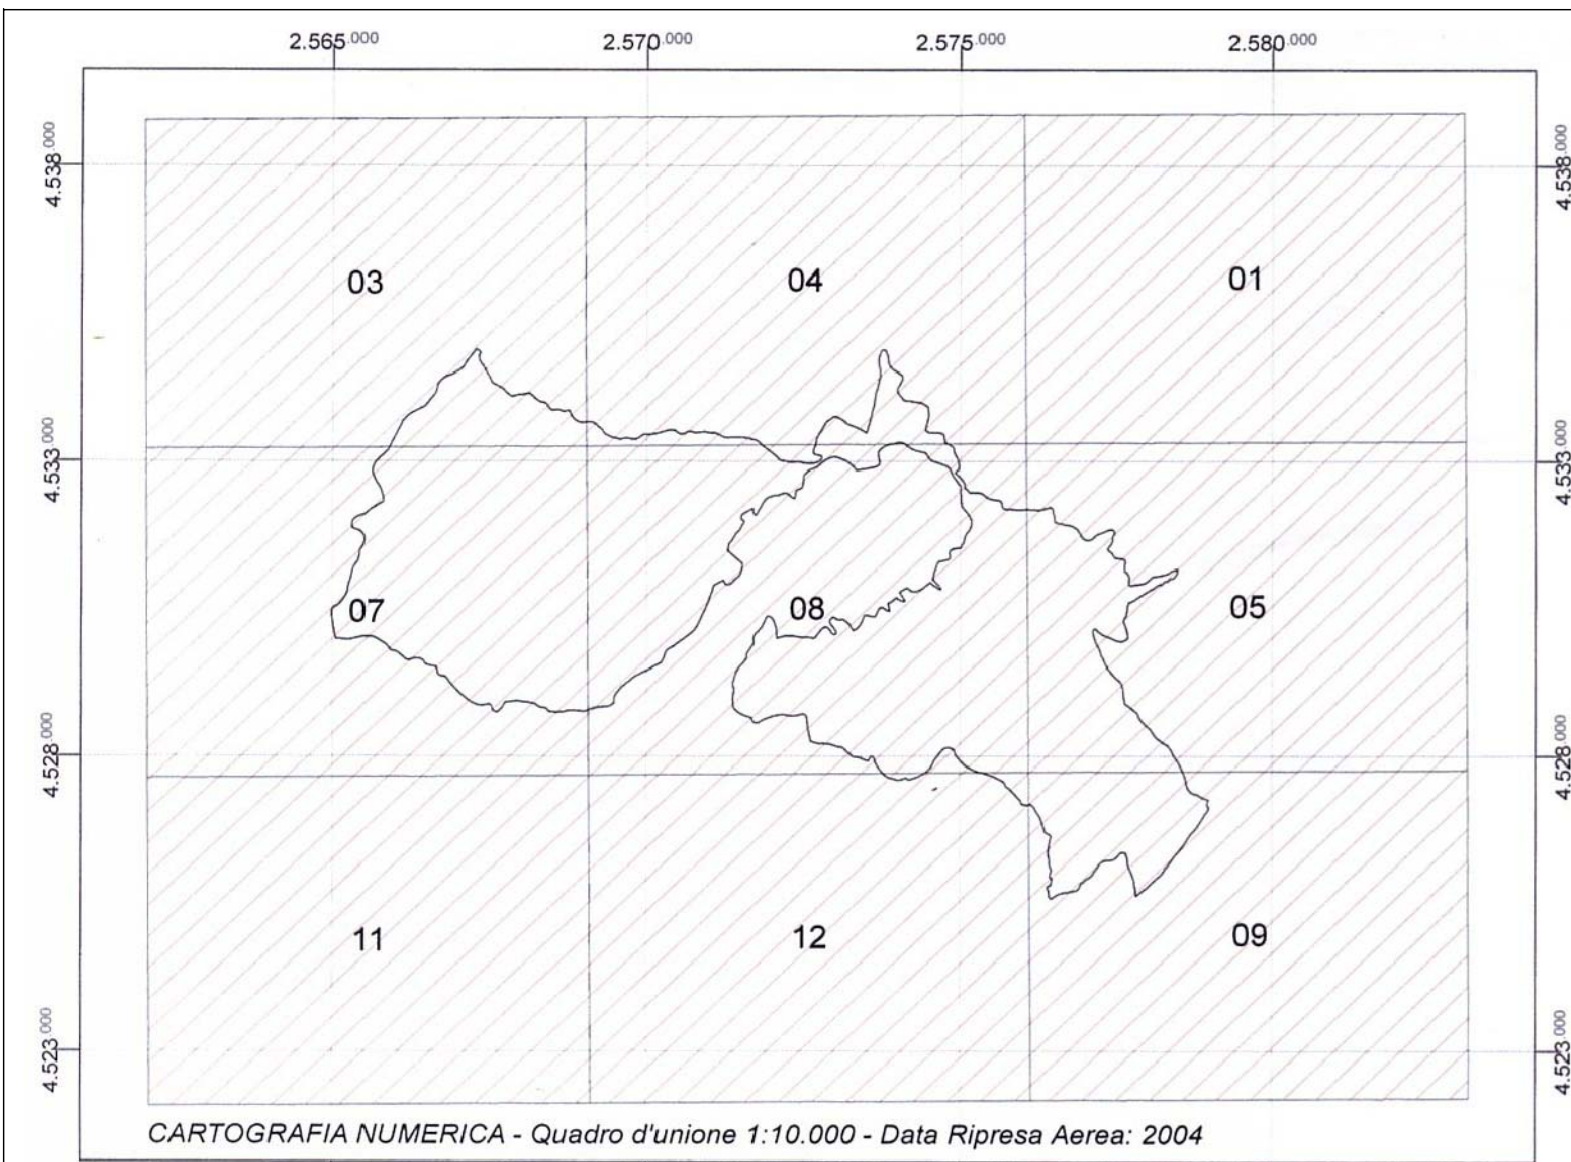 2.565.000 2.570.000 2.575.000 2.580.000
4.538.000 4.538.000
03 04 01
4.533.000 4.533.000
07 08 05
4.528.000 4.528.000
11 12 09
4.523.000 4.523.000
CARTOGRAFIA NUMERICA - Quadro d'unione 1:10.000 - Data Ripresa Aerea: 2004